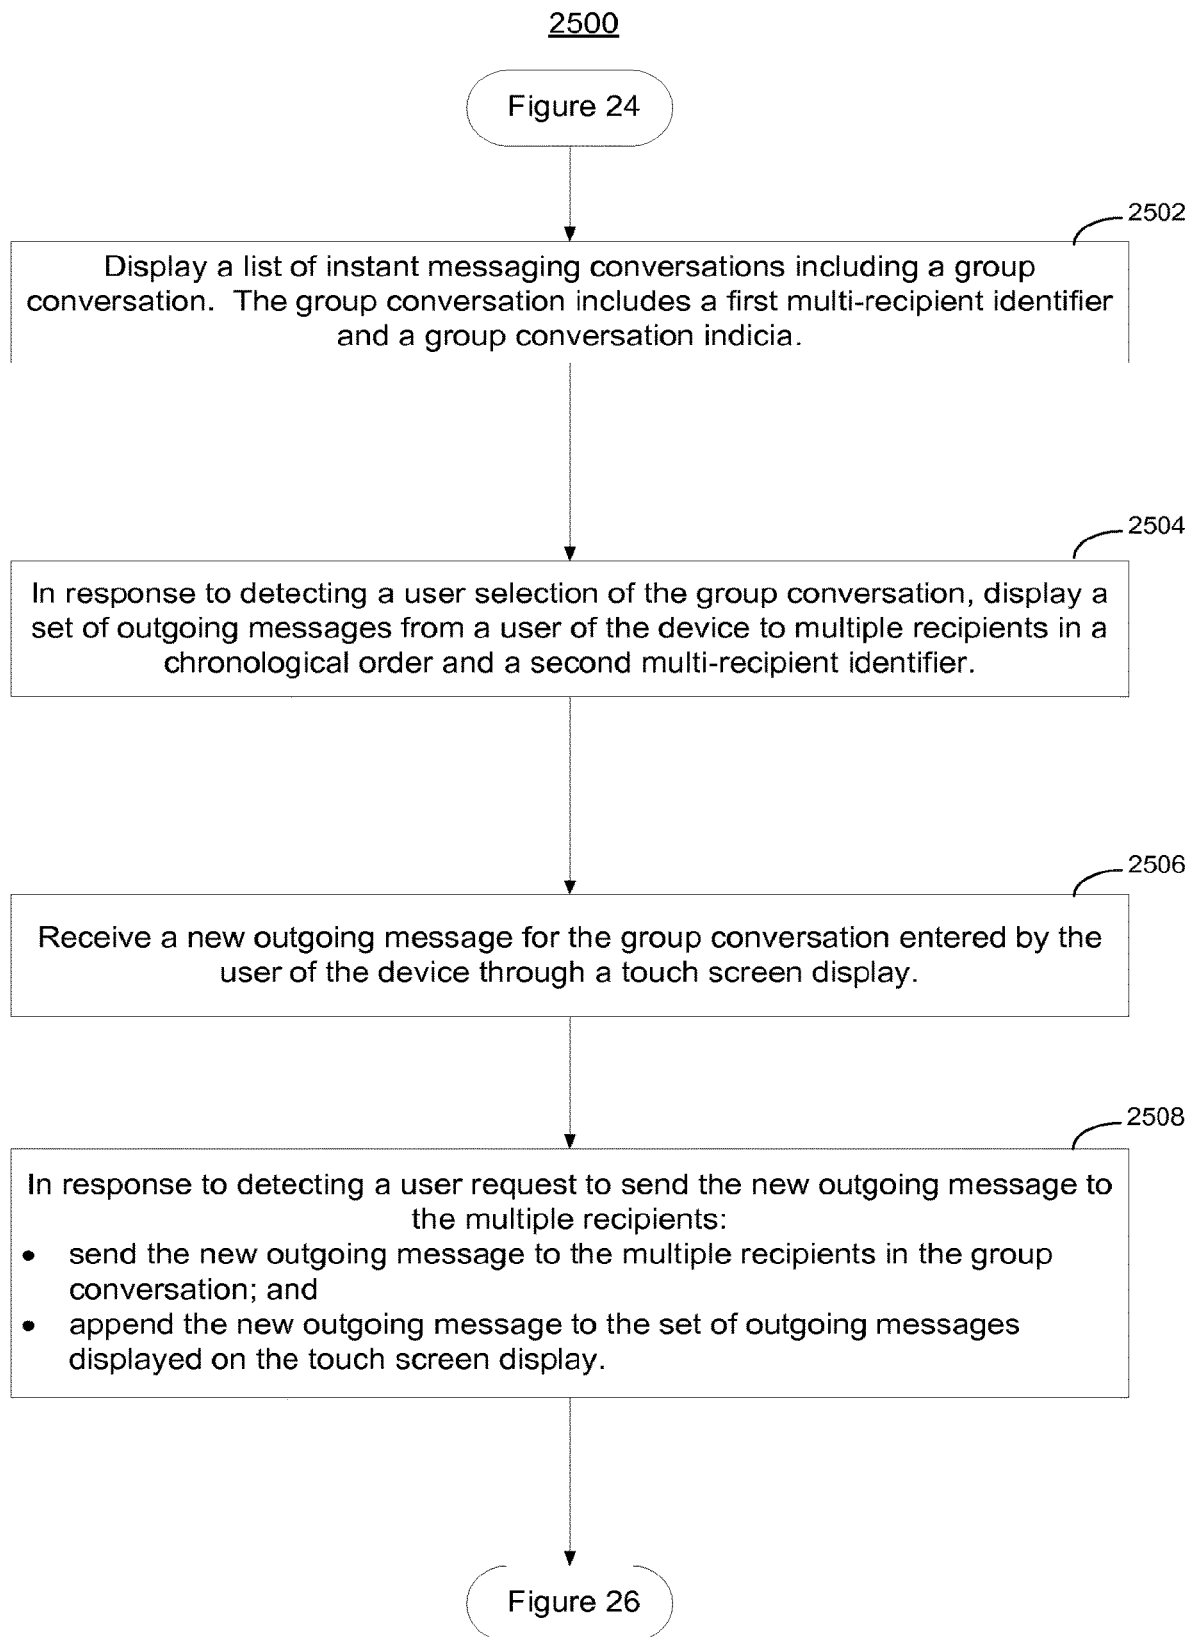 2500
Figure 24
2502
Display a list of instant messaging conversations including a group
conversation.  The group conversation includes a first multi-recipient identifier
and a group conversation indicia.
2504
In response to detecting a user selection of the group conversation, display a
set of outgoing messages from a user of the device to multiple recipients in a
chronological order and a second multi-recipient identifier.
2506
Receive a new outgoing message for the group conversation entered by the
user of the device through a touch screen display.
2508
In response to detecting a user request to send the new outgoing message to
the multiple recipients:
• send the new outgoing message to the multiple recipients in the group
conversation; and
• append the new outgoing message to the set of outgoing messages
displayed on the touch screen display.
Figure 26